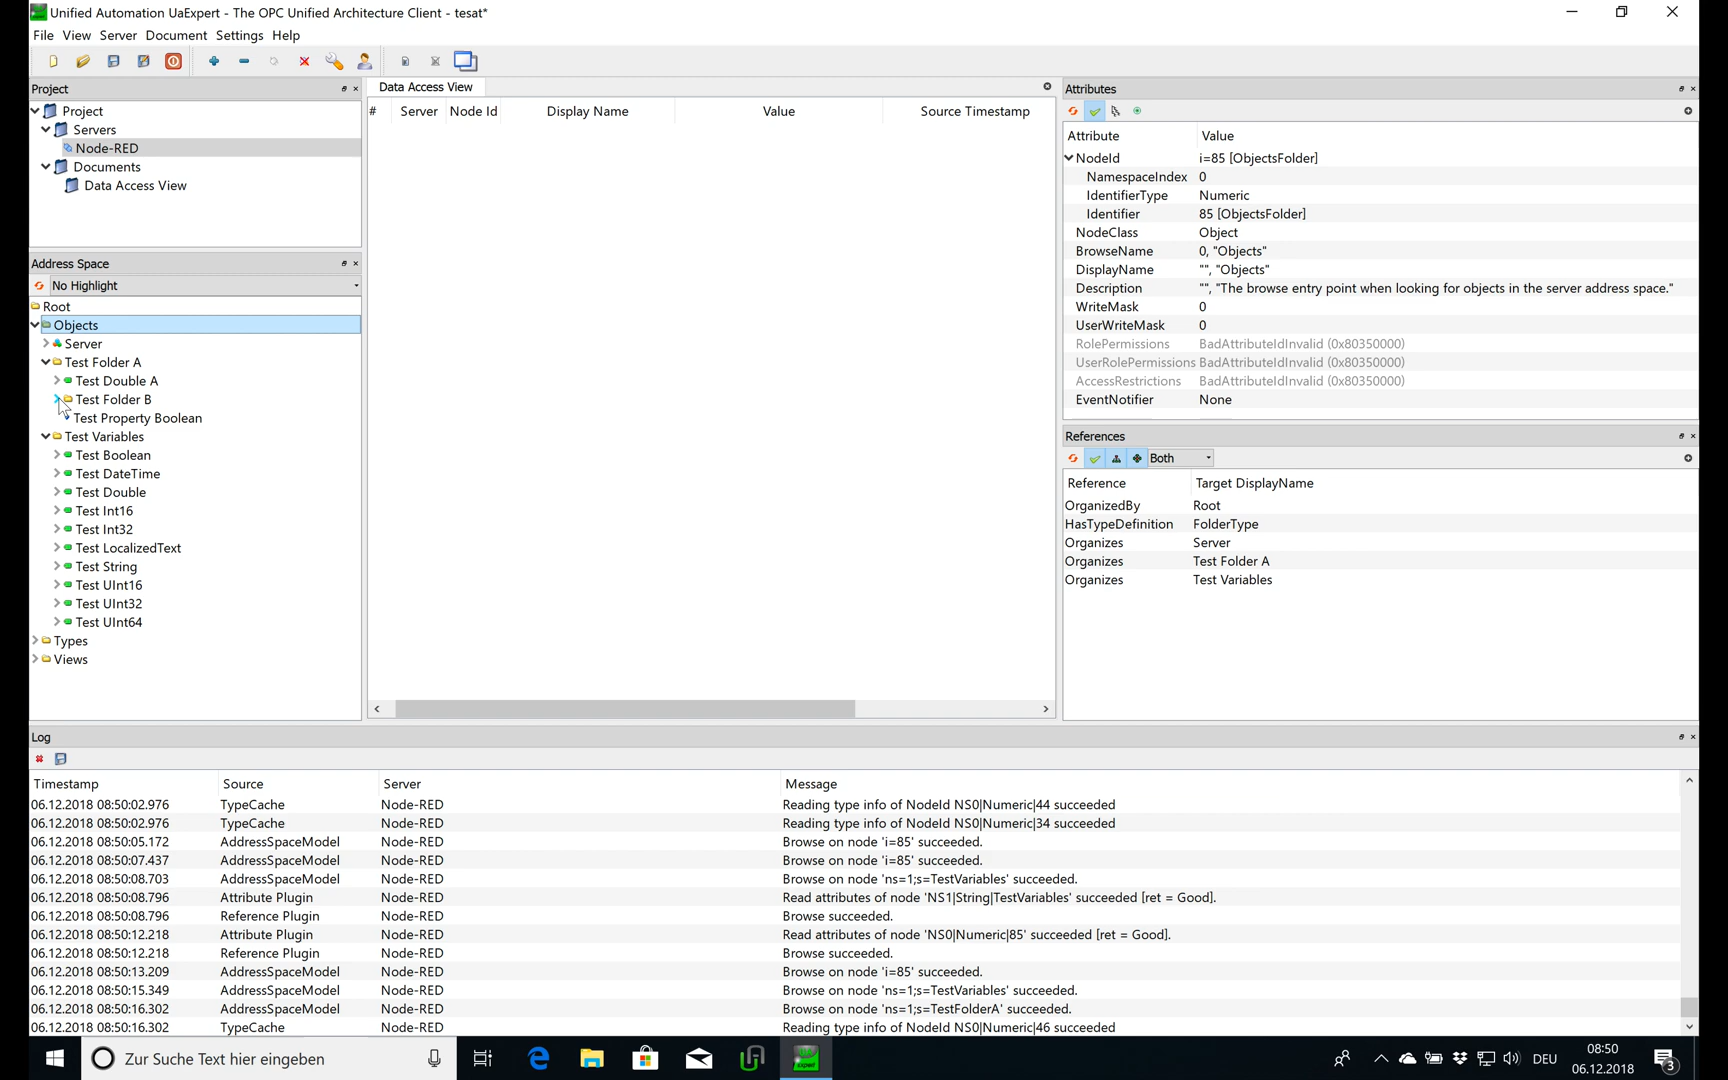 Unified Automation UaExpert - The OPC Unified Architecture Client - tesat*
File View Server Document Settings Help
Project
Project
Servers
Node-RED
Documents
Data Access View
Address Space
No Highlight
Root
Objects
Server
Test Folder A
Test Double A
Test Folder B
Test Property Boolean
Test Variables
Test Boolean
Test DateTime
Test Double
Test Int16
Test Int32
Test LocalizedText
Test String
Test UInt16
Test UInt32
Test UInt64
Types
Views
Data Access View
# Server Node Id Display Name Value Source Timestamp
Attributes
Attribute Value
NodeId i=85 [ObjectsFolder]
NamespaceIndex 0
IdentifierType Numeric
Identifier 85 [ObjectsFolder]
NodeClass Object
BrowseName 0, "Objects"
DisplayName "", "Objects"
Description "", "The browse entry point when looking for objects in the server address space."
WriteMask 0
UserWriteMask 0
RolePermissions BadAttributeIdInvalid (0x80350000)
UserRolePermissions BadAttributeIdInvalid (0x80350000)
AccessRestrictions BadAttributeIdInvalid (0x80350000)
EventNotifier None
References
Both
Reference Target DisplayName
OrganizedBy Root
HasTypeDefinition FolderType
Organizes Server
Organizes Test Folder A
Organizes Test Variables
Log
Timestamp Source Server Message
06.12.2018 08:50:02.976 TypeCache Node-RED Reading type info of NodeId NS0|Numeric|44 succeeded
06.12.2018 08:50:02.976 TypeCache Node-RED Reading type info of NodeId NS0|Numeric|34 succeeded
06.12.2018 08:50:05.172 AddressSpaceModel Node-RED Browse on node 'i=85' succeeded.
06.12.2018 08:50:07.437 AddressSpaceModel Node-RED Browse on node 'i=85' succeeded.
06.12.2018 08:50:08.703 AddressSpaceModel Node-RED Browse on node 'ns=1;s=TestVariables' succeeded.
06.12.2018 08:50:08.796 Attribute Plugin Node-RED Read attributes of node 'NS1|String|TestVariables' succeeded [ret = Good].
06.12.2018 08:50:08.796 Reference Plugin Node-RED Browse succeeded.
06.12.2018 08:50:12.218 Attribute Plugin Node-RED Read attributes of node 'NS0|Numeric|85' succeeded [ret = Good].
06.12.2018 08:50:12.218 Reference Plugin Node-RED Browse succeeded.
06.12.2018 08:50:13.209 AddressSpaceModel Node-RED Browse on node 'i=85' succeeded.
06.12.2018 08:50:15.349 AddressSpaceModel Node-RED Browse on node 'ns=1;s=TestVariables' succeeded.
06.12.2018 08:50:16.302 AddressSpaceModel Node-RED Browse on node 'ns=1;s=TestFolderA' succeeded.
06.12.2018 08:50:16.302 TypeCache Node-RED Reading type info of NodeId NS0|Numeric|46 succeeded
Zur Suche Text hier eingeben
DEU
08:50
06.12.2018
3